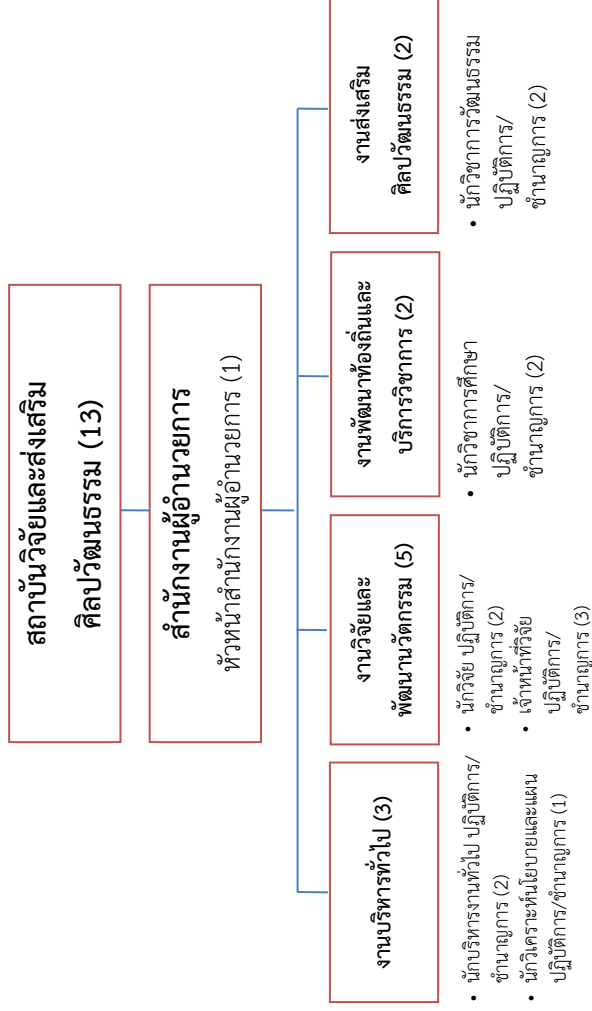 สถาบันวิจัยและส่งเสริม
ศิลปวัฒนธรรม (13)
สำนักงานผู้อำนวยการ
หัวหน้าสำนักงานผู้อำนวยการ (1)
งานบริหารทั่วไป (3)
• นักบริหารงานทั่วไป ปฏิบัติการ/
ชำนาญการ (2)
• นักวิเคราะห์นโยบายและแผน
ปฏิบัติการ/ชำนาญการ (1)
งานวิจัยและ
พัฒนานวัตกรรม (5)
• นักวิจัย ปฏิบัติการ/
ชำนาญการ (2)
• เจ้าหน้าที่วิจัย
ปฏิบัติการ/
ชำนาญการ (3)
งานพัฒนาท้องถิ่นและ
บริการวิชาการ (2)
• นักวิชาการศึกษา
ปฏิบัติการ/
ชำนาญการ (2)
งานส่งเสริม
ศิลปวัฒนธรรม (2)
• นักวิชาการวัฒนธรรม
ปฏิบัติการ/
ชำนาญการ (2)